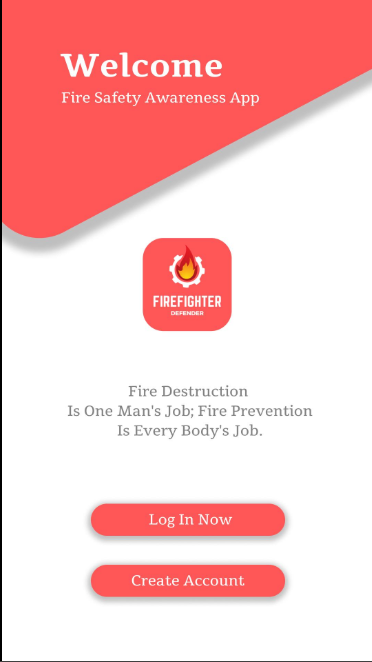 Welcome
Fire Safety Awareness App
FIREFIGHTER
DEFENDER
Fire Destruction
Is One Man's Job; Fire Prevention
Is Every Body's Job.
Log In Now
Create Account